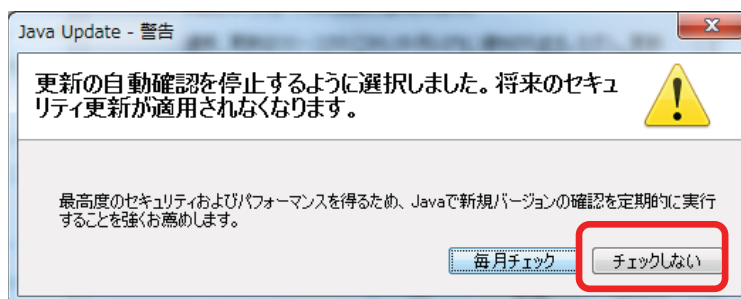 Java Update - 警告
更新の自動確認を停止するように選択しました。将来のセキュ
リティ更新が適用されなくなります。
最高度のセキュリティおよびパフォーマンスを得るため、Javaで新規バージョンの確認を定期的に実行
することを強くお薦めします。
毎月チェック チェックしない